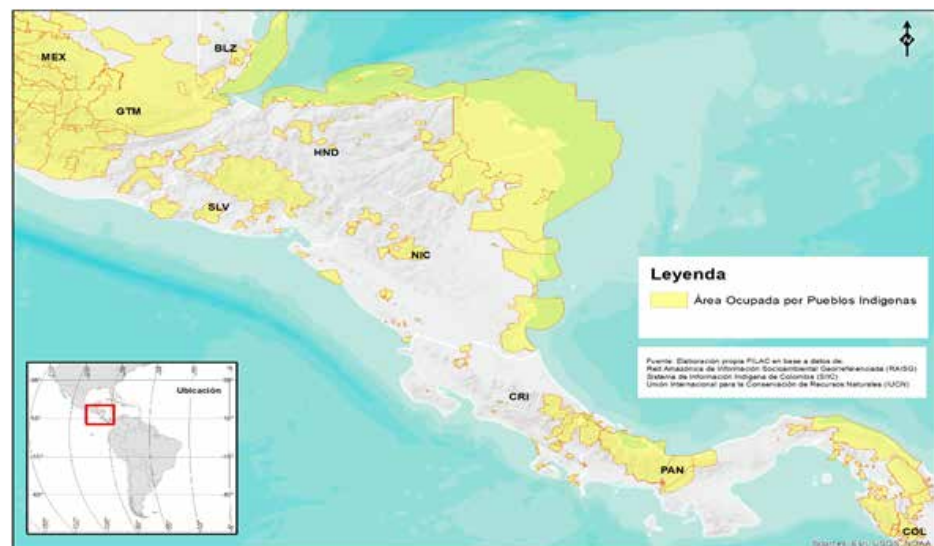 MEX
BLZ
GTM
HND
SLV
NIC
CRI
PAN
COL
N
Leyenda
Área Ocupada por Pueblos Indígenas
Fuente: Elaboración propia FILAC en base a datos de:
Red Amazónica de Información Socioambiental Georreferenciada (RAISG)
Sistema de Información Indígena de Colombia (SIIC)
Unión Internacional para la Conservación de Recursos Naturales (IUCN)
Ubicación